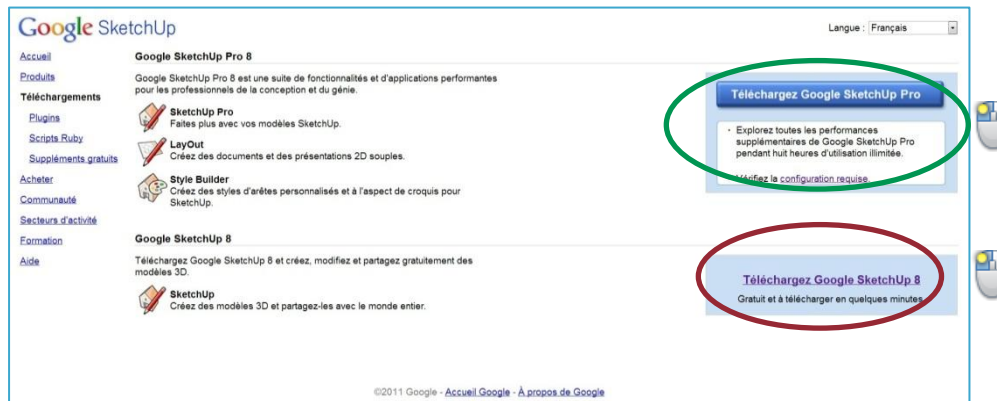 Google SketchUp
Langue : Français
Accueil
Produits
Téléchargements
Plugins
Scripts Ruby
Suppléments gratuits
Acheter
Communauté
Secteurs d'activité
Formation
Aide
Google SketchUp Pro 8
Google SketchUp Pro 8 est une suite de fonctionnalités et d'applications performantes
pour les professionnels de la conception et du génie.
SketchUp Pro
Faites plus avec vos modèles SketchUp.
LayOut
Créez des documents et des présentations 2D souples.
Style Builder
Créez des styles d'arêtes personnalisés et à l'aspect de croquis pour
SketchUp.
Téléchargez Google SketchUp Pro
· Explorez toutes les performances
supplémentaires de Google SketchUp Pro
pendant huit heures d'utilisation illimitée.
· Vérifiez la configuration requise.
Google SketchUp 8
Téléchargez Google SketchUp 8 et créez, modifiez et partagez gratuitement des
modèles 3D.
SketchUp
Créez des modèles 3D et partagez-les avec le monde entier.
Téléchargez Google SketchUp 8
Gratuit et à télécharger en quelques minutes.
©2011 Google - Accueil Google - À propos de Google